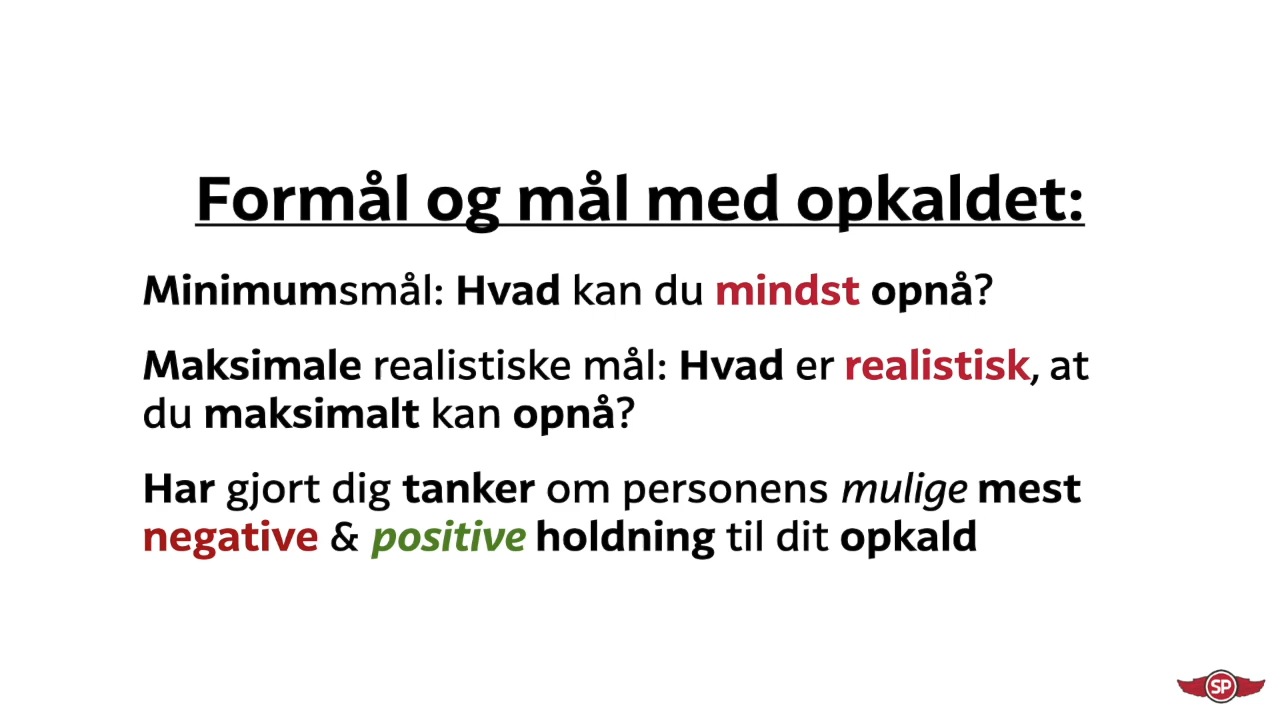 Formål og mål med opkaldet:
Minimumsmål: Hvad kan du mindst opnå?
Maksimale realistiske mål: Hvad er realistisk, at
du maksimalt kan opnå?
Har gjort dig tanker om personens mulige mest
negative & positive holdning til dit opkald
SP